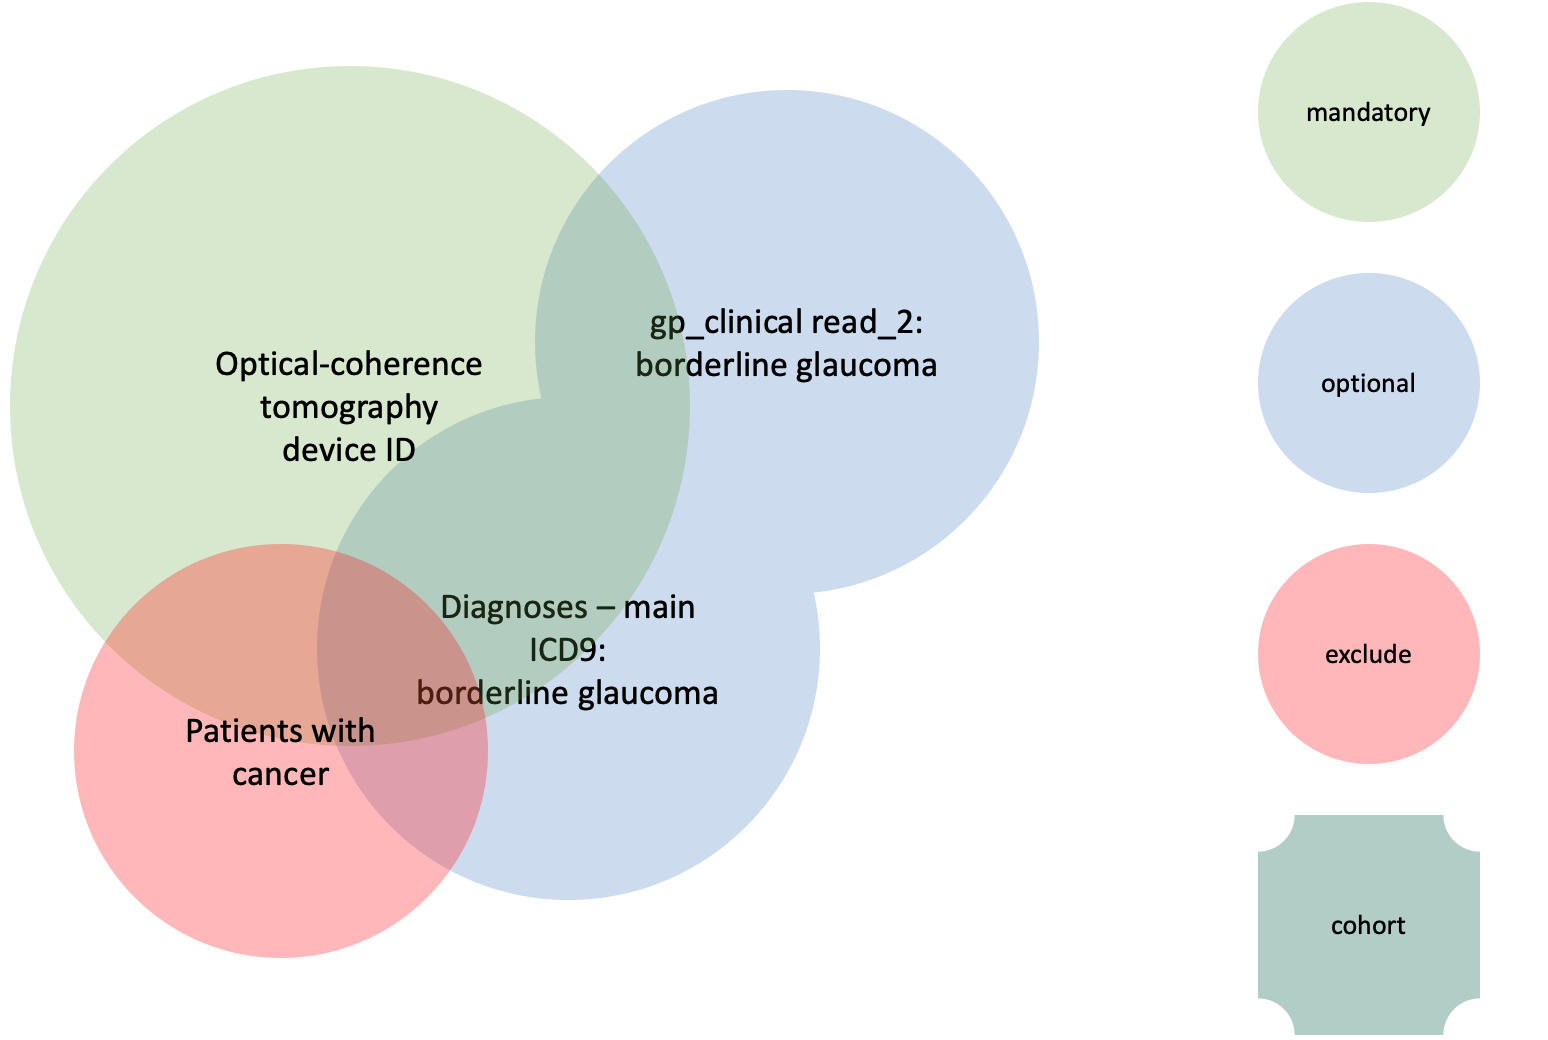 Optical-coherence
tomography
device ID
gp_clinical read_2:
borderline glaucoma
Diagnoses – main
ICD9:
borderline glaucoma
Patients with
cancer
mandatory
optional
exclude
cohort